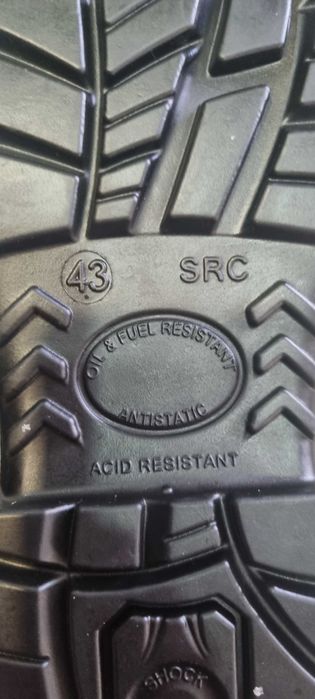 43 SRC
OIL & FUEL RESISTANT
ANTISTATIC
ACID RESISTANT
SHOCK